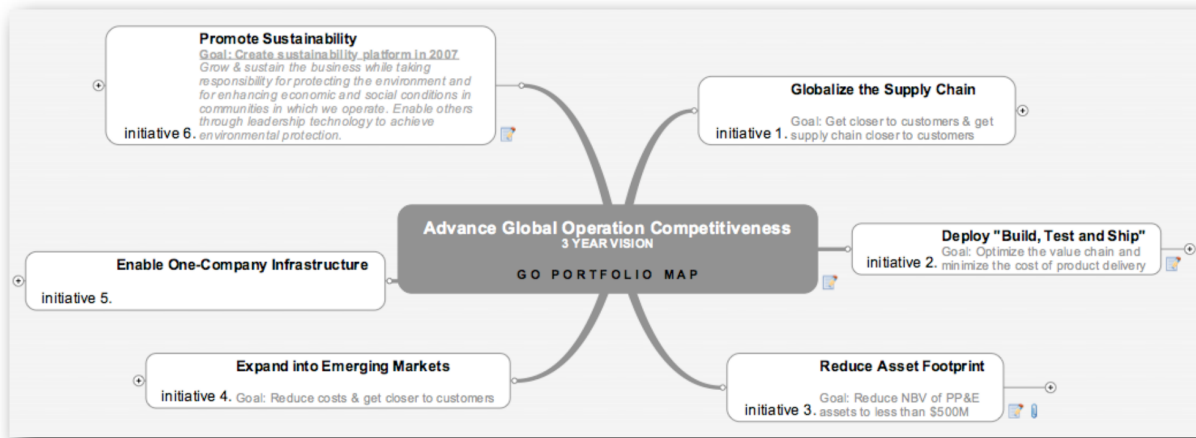 Advance Global Operation Competitiveness
3 YEAR VISION
GO PORTFOLIO MAP
Globalize the Supply Chain
Goal: Get closer to customers & get
initiative 1. supply chain closer to customers
Deploy "Build, Test and Ship"
Goal: Optimize the value chain and
initiative 2. minimize the cost of product delivery
Reduce Asset Footprint
Goal: Reduce NBV of PP&E
initiative 3. assets to less than $500M
Expand into Emerging Markets
initiative 4. Goal: Reduce costs & get closer to customers
Enable One-Company Infrastructure
initiative 5.
Promote Sustainability
Goal: Create sustainability platform in 2007
Grow & sustain the business while taking
responsibility for protecting the environment and
for enhancing economic and social conditions in
communities in which we operate. Enable others
through leadership technology to achieve
initiative 6. environmental protection.